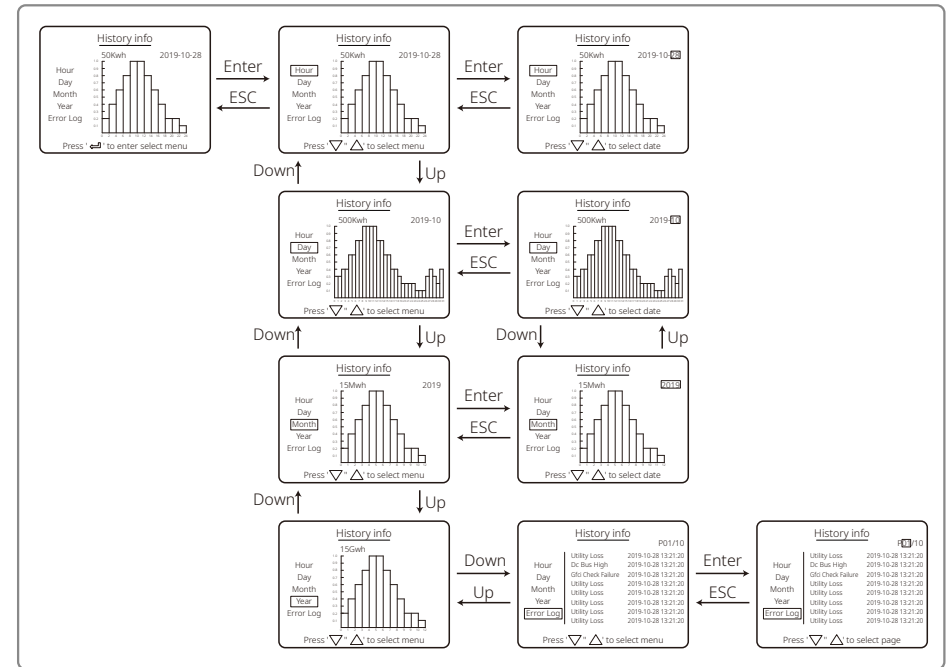 History info
50Kwh 2019-10-28
Hour
Day
Month
Year
Error Log
Press ' ' to enter select menu
Enter
ESC
History info
50Kwh 2019-10-28
Hour
Day
Month
Year
Error Log
Press ' " ' to select menu
Enter
ESC
History info
50Kwh 2019-10-28
Hour
Day
Month
Year
Error Log
Press ' " ' to select date
Down Up
History info
500Kwh 2019-10
Hour
Day
Month
Year
Error Log
Press ' " ' to select menu
Enter
ESC
History info
500Kwh 2019-10
Hour
Day
Month
Year
Error Log
Press ' " ' to select date
Down Up Down Up
History info
15Mwh 2019
Hour
Day
Month
Year
Error Log
Press ' " ' to select menu
Enter
ESC
History info
15Mwh 2019
Hour
Day
Month
Year
Error Log
Press ' " ' to select date
Down Up
History info
15Gwh
Hour
Day
Month
Year
Error Log
Press ' " ' to select menu
Down
Up
History info
P01/10
Hour
Day
Month
Year
Error Log
Utility Loss 2019-10-28 13:21:20
Dc Bus High 2019-10-28 13:21:20
Gfci Check Failure 2019-10-28 13:21:20
Utility Loss 2019-10-28 13:21:20
Utility Loss 2019-10-28 13:21:20
Utility Loss 2019-10-28 13:21:20
Utility Loss 2019-10-28 13:21:20
Utility Loss 2019-10-28 13:21:20
Press ' " ' to select menu
Enter
ESC
History info
P01/10
Hour
Day
Month
Year
Error Log
Utility Loss 2019-10-28 13:21:20
Dc Bus High 2019-10-28 13:21:20
Gfci Check Failure 2019-10-28 13:21:20
Utility Loss 2019-10-28 13:21:20
Utility Loss 2019-10-28 13:21:20
Utility Loss 2019-10-28 13:21:20
Utility Loss 2019-10-28 13:21:20
Utility Loss 2019-10-28 13:21:20
Press ' " ' to select page